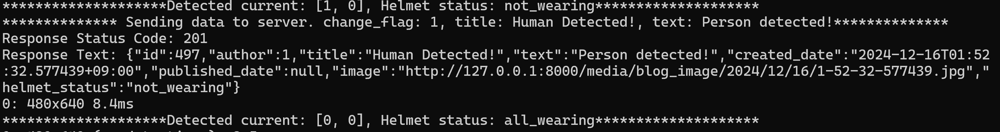 ********************Detected current: [1, 0], Helmet status: not_wearing********************
************** Sending data to server. change_flag: 1, title: Human Detected!, text: Person detected!**************
Response Status Code: 201
Response Text: {"id":497,"author":1,"title":"Human Detected!","text":"Person detected!","created_date":"2024-12-16T01:52
:32.577439+09:00","published_date":null,"image":"http://127.0.0.1:8000/media/blog_image/2024/12/16/1-52-32-577439.jpg","
helmet_status":"not_wearing"}
0: 480x640 8.4ms
********************Detected current: [0, 0], Helmet status: all_wearing********************